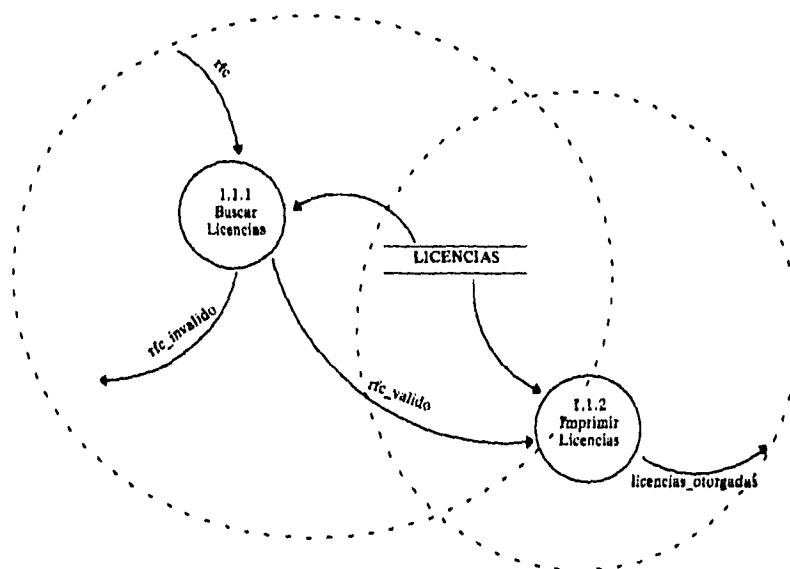 rfc
1.1.1
Buscar
Licencias
LICENCIAS
rfc_invalido
rfc_valido
1.1.2
Imprimir
Licencias
licencias_otorgadas